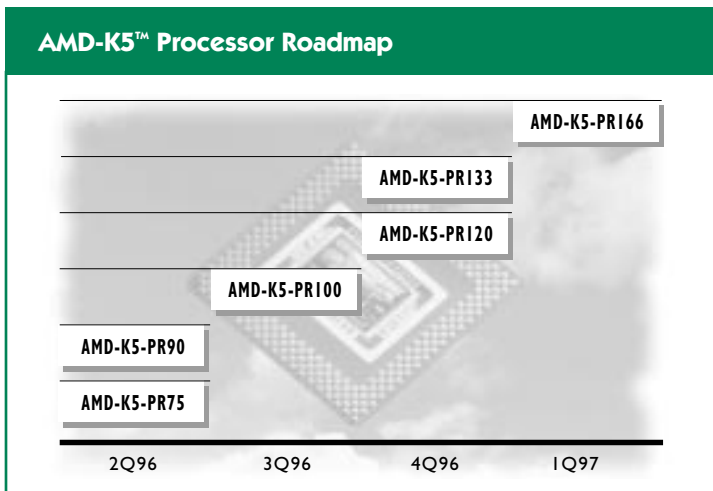 AMD-K5™ Processor Roadmap
AMD-K5-PR166
AMD-K5-PR133
AMD-K5-PR120
AMD-K5-PR100
AMD-K5-PR90
AMD-K5-PR75
2Q96 3Q96 4Q96 1Q97